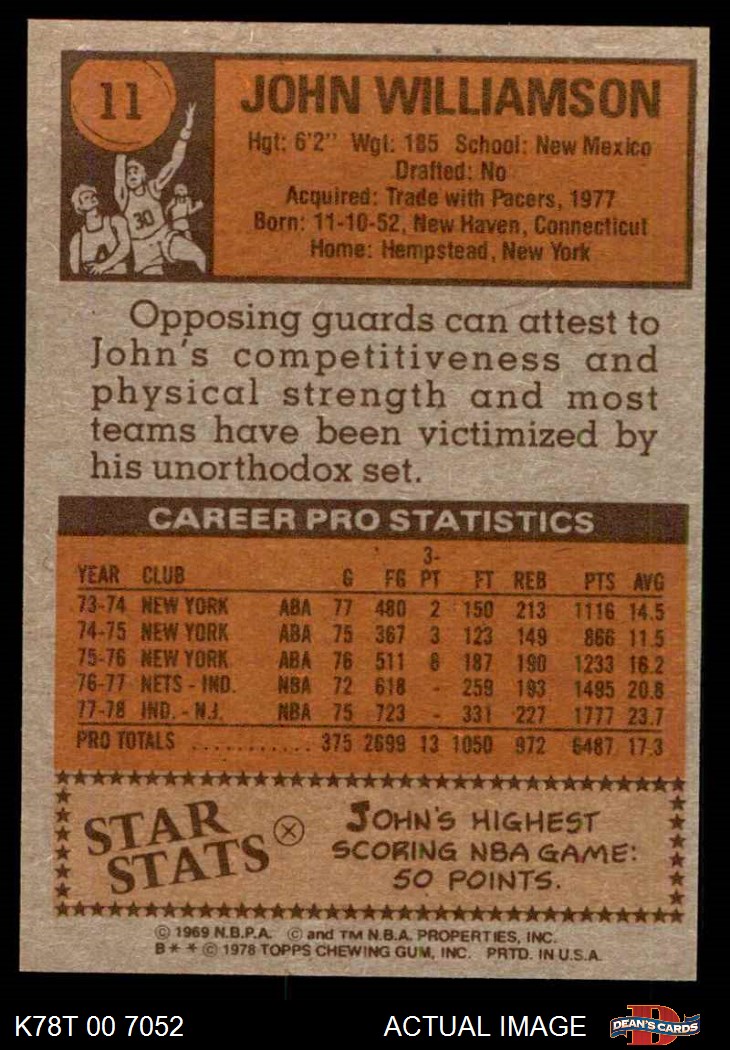 11
JOHN WILLIAMSON
Hgt: 6'2" Wgt: 185 School: New Mexico
Drafted: No
Acquired: Trade with Pacers, 1977
Born: 11-10-52, New Haven, Connecticut
Home: Hempstead, New York
30
Opposing guards can attest to
John's competitiveness and
physical strength and most
teams have been victimized by
his unorthodox set.
CAREER PRO STATISTICS
YEAR CLUB G FG 3-PT FT REB PTS AVG
73-74 NEW YORK ABA 77 480 2 150 213 1116 14.5
74-75 NEW YORK ABA 75 367 3 123 149 866 11.5
75-76 NEW YORK ABA 76 511 8 187 190 1233 16.2
76-77 NETS - IND. NBA 72 618 - 259 193 1495 20.8
77-78 IND. - N.J. NBA 75 723 - 331 227 1777 23.7
PRO TOTALS ........... 375 2699 13 1050 972 6487 17.3
STAR
STATS
JOHN'S HIGHEST
SCORING NBA GAME:
50 POINTS.
© 1969 N.B.P.A. © and TM N.B.A. PROPERTIES, INC.
B * * © 1978 TOPPS CHEWING GUM, INC. PRTD. IN U.S.A.
K78T 00 7052 ACTUAL IMAGE DEAN'S CARDS